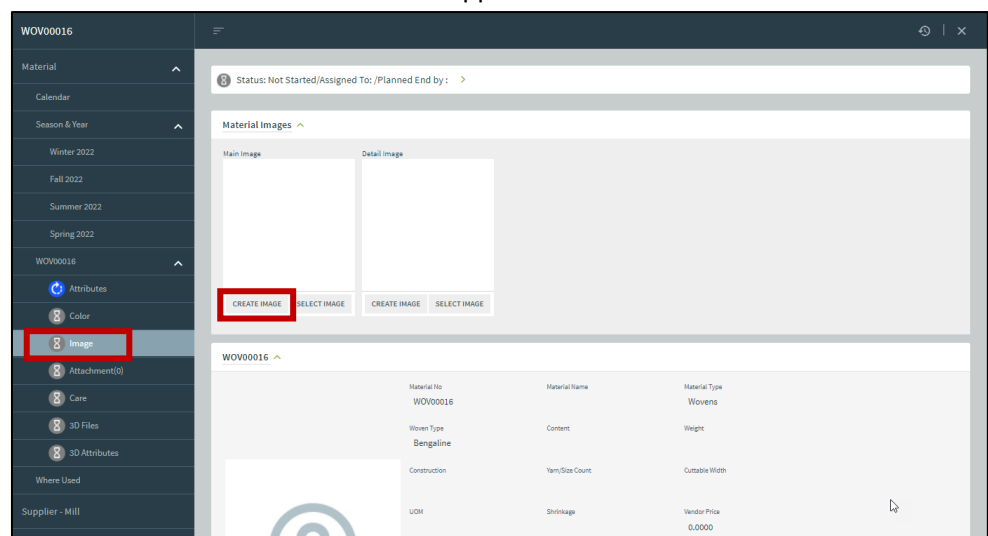 WOV00016
Material
Calendar
Season & Year
Winter 2022
Fall 2022
Summer 2022
Spring 2022
WOV00016
Attributes
Color
Image
Attachment(0)
Care
3D Files
3D Attributes
Where Used
Supplier - Mill
Status: Not Started/Assigned To: /Planned End by :
Material Images
Main Image Detail Image
CREATE IMAGE SELECT IMAGE CREATE IMAGE SELECT IMAGE
WOV00016
Material No Material Name Material Type
WOV00016 Wovens
Woven Type Content Weight
Bengaline
Construction Yarn/Size Count Cuttable Width
UOM Shrinkage Vendor Price
0.0000